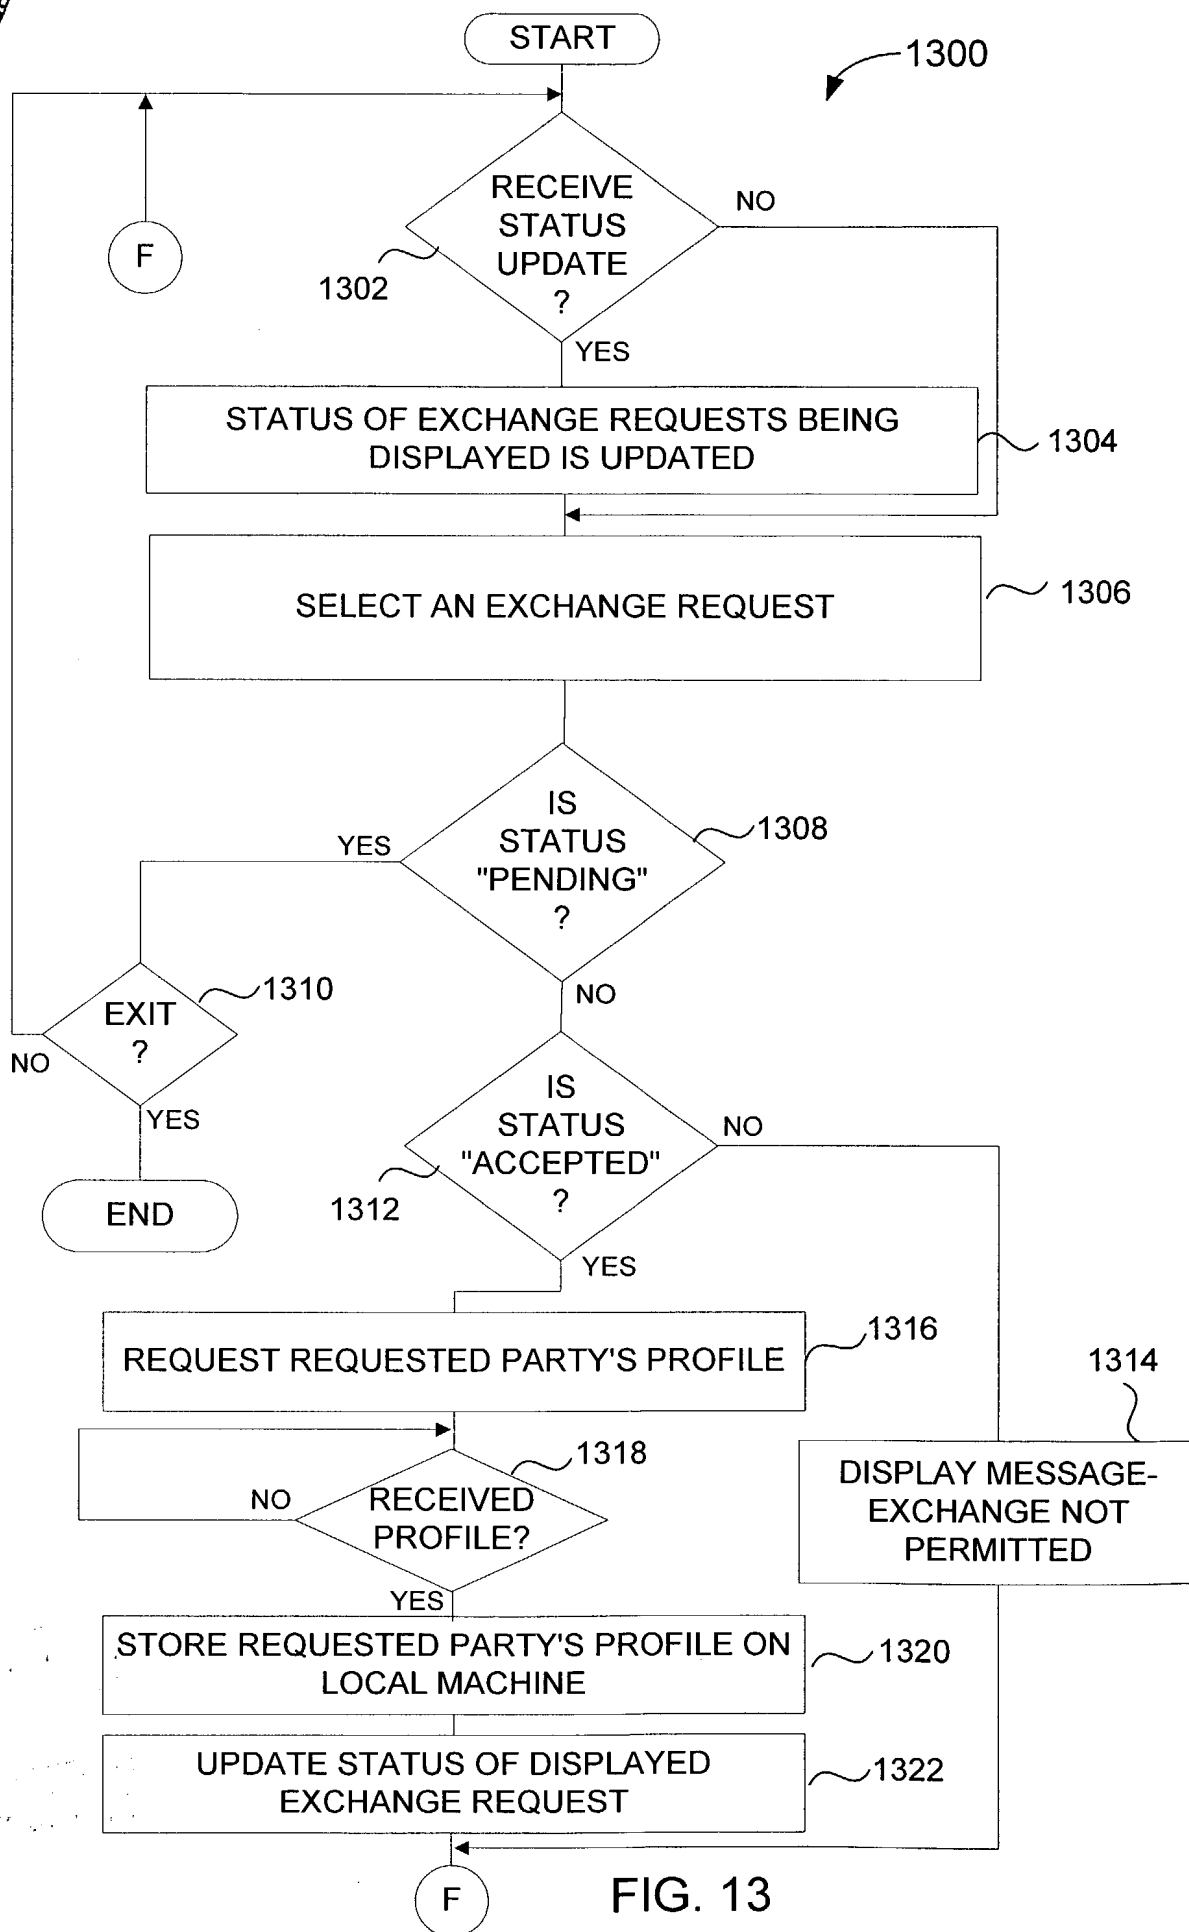 START
1300
RECEIVE
STATUS
UPDATE
?
NO
F
1302
YES
STATUS OF EXCHANGE REQUESTS BEING
DISPLAYED IS UPDATED
1304
SELECT AN EXCHANGE REQUEST
1306
IS
STATUS
"PENDING"
?
1308
YES
NO
EXIT
?
1310
NO
YES
END
IS
STATUS
"ACCEPTED"
?
NO
1312
YES
REQUEST REQUESTED PARTY'S PROFILE
1316
1314
RECEIVED
PROFILE?
1318
NO
YES
DISPLAY MESSAGE-
EXCHANGE NOT
PERMITTED
STORE REQUESTED PARTY'S PROFILE ON
LOCAL MACHINE
1320
UPDATE STATUS OF DISPLAYED
EXCHANGE REQUEST
1322
F
FIG. 13